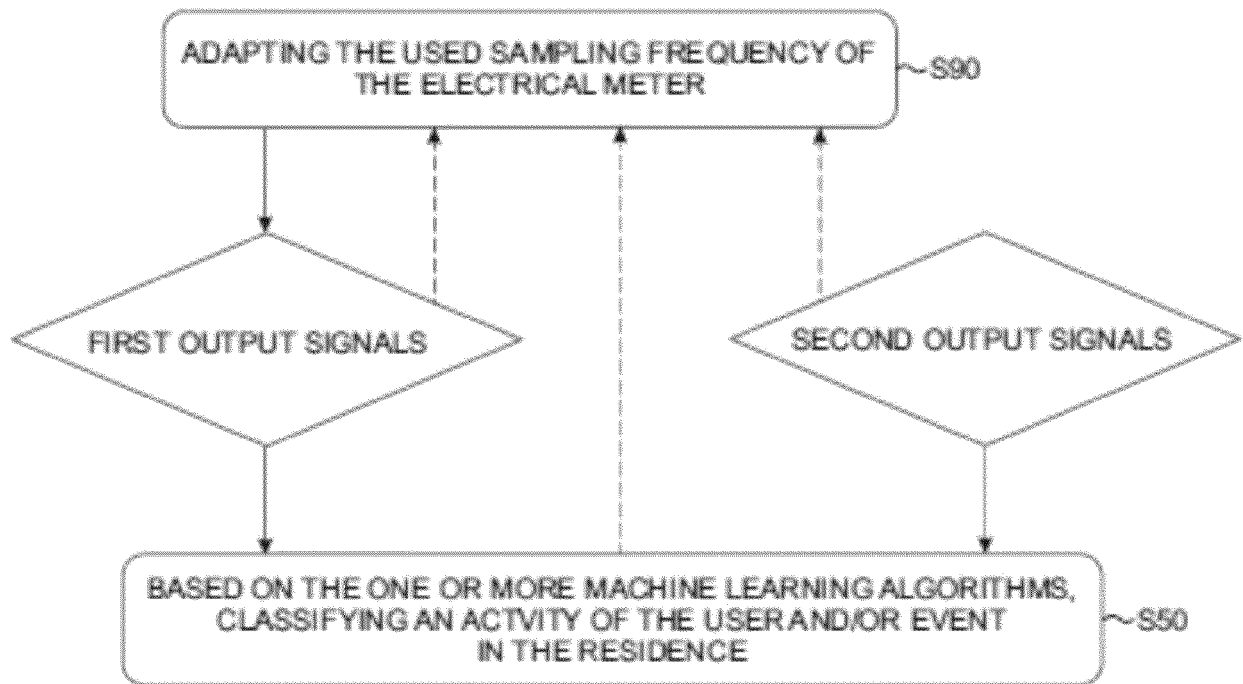 ADAPTING THE USED SAMPLING FREQUENCY OF
THE ELECTRICAL METER
S90
FIRST OUTPUT SIGNALS
SECOND OUTPUT SIGNALS
BASED ON THE ONE OR MORE MACHINE LEARNING ALGORITHMS,
CLASSIFYING AN ACTVITY OF THE USER AND/OR EVENT
IN THE RESIDENCE
S50